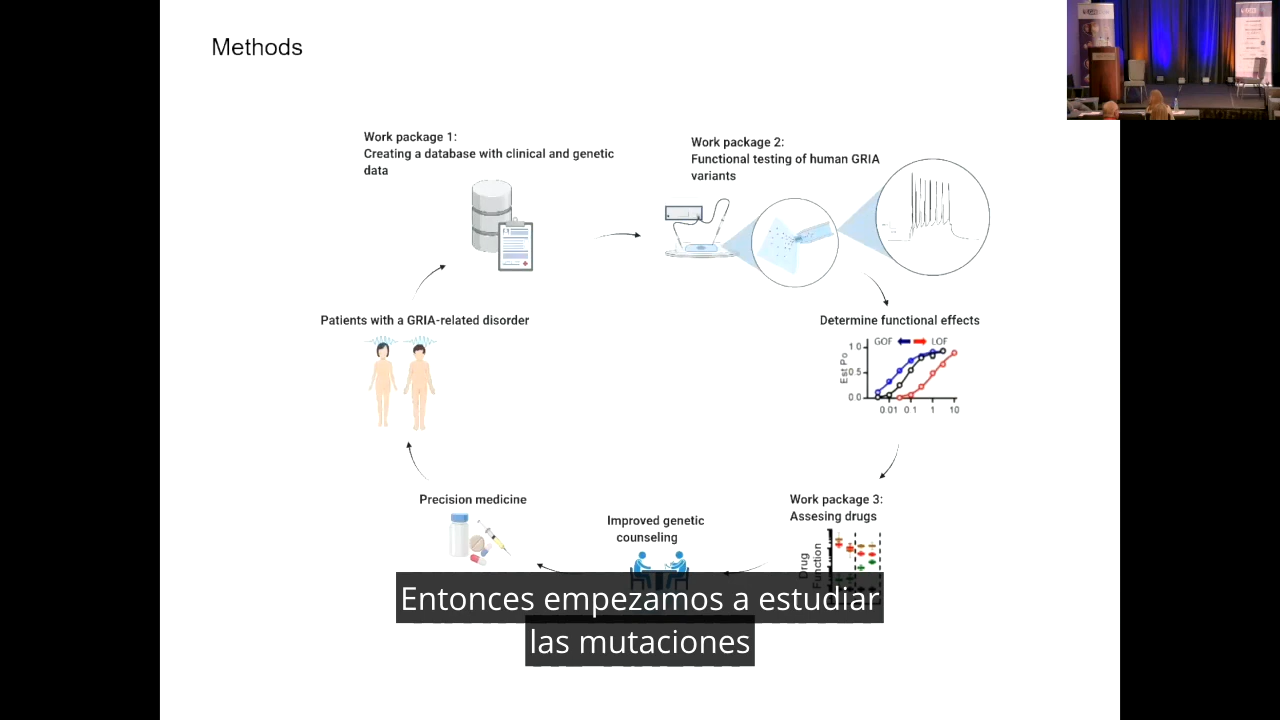 Methods
Work package 1:
Creating a database with clinical and genetic
data
Work package 2:
Functional testing of human GRIA
variants
Patients with a GRIA-related disorder
Determine functional effects
GOF
LOF
Est Po
1 0
0.5
0.0
0 01 0.1 1 10
Precision medicine
Improved genetic
counseling
Work package 3:
Assesing drugs
Drug
Function
Entonces empezamos a estudiar
las mutaciones